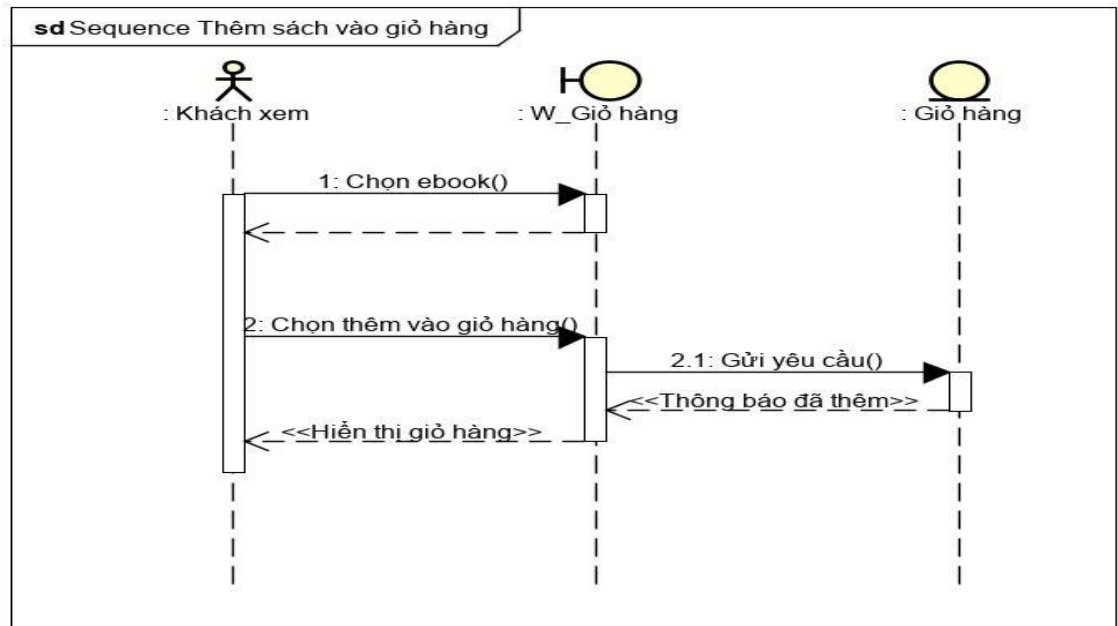 sd Sequence Thêm sách vào giỏ hàng
: Khách xem
: W_Giỏ hàng
: Giỏ hàng
1: Chọn ebook()
2: Chọn thêm vào giỏ hàng()
2.1: Gửi yêu cầu()
<<Thông báo đã thêm>>
<<Hiển thị giỏ hàng>>